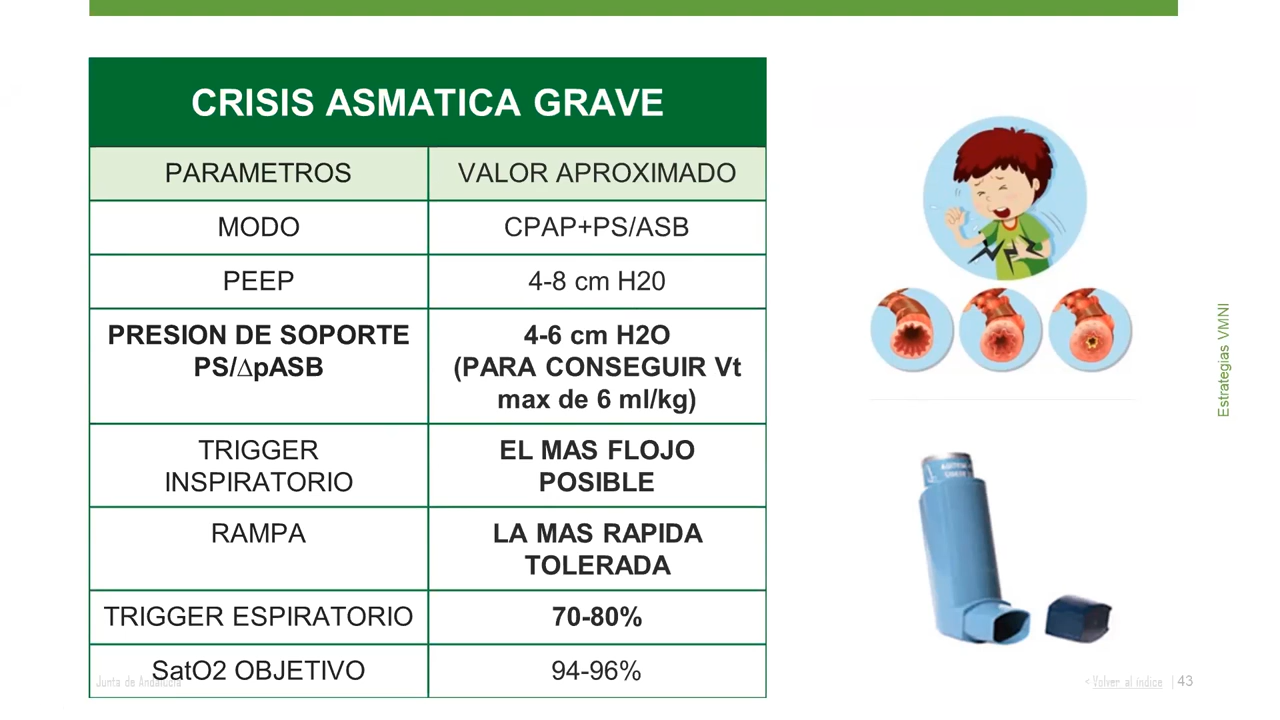 CRISIS ASMATICA GRAVE
PARAMETROS
VALOR APROXIMADO
MODO
CPAP+PS/ASB
PEEP
4-8 cm H20
PRESION DE SOPORTE
PS/∆pASB
4-6 cm H2O
(PARA CONSEGUIR Vt
max de 6 ml/kg)
TRIGGER
INSPIRATORIO
EL MAS FLOJO
POSIBLE
RAMPA
LA MAS RAPIDA
TOLERADA
TRIGGER ESPIRATORIO
70-80%
SatO2 OBJETIVO
94-96%
Estrategias VMNI
Junta de Andalucía
< Volver al índice | 43